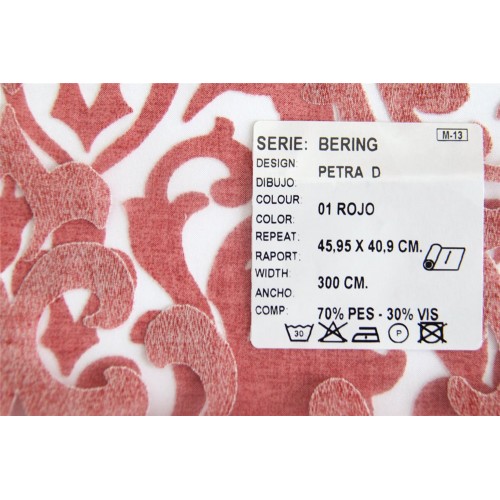 M-13
SERIE: BERING
DESIGN:
DIBUJO: PETRA D
COLOUR:
COLOR: 01 ROJO
REPEAT.
RAPORT: 45,95 X 40,9 CM.
WIDTH:
ANCHO. 300 CM.
COMP: 70% PES - 30% VIS
30 P